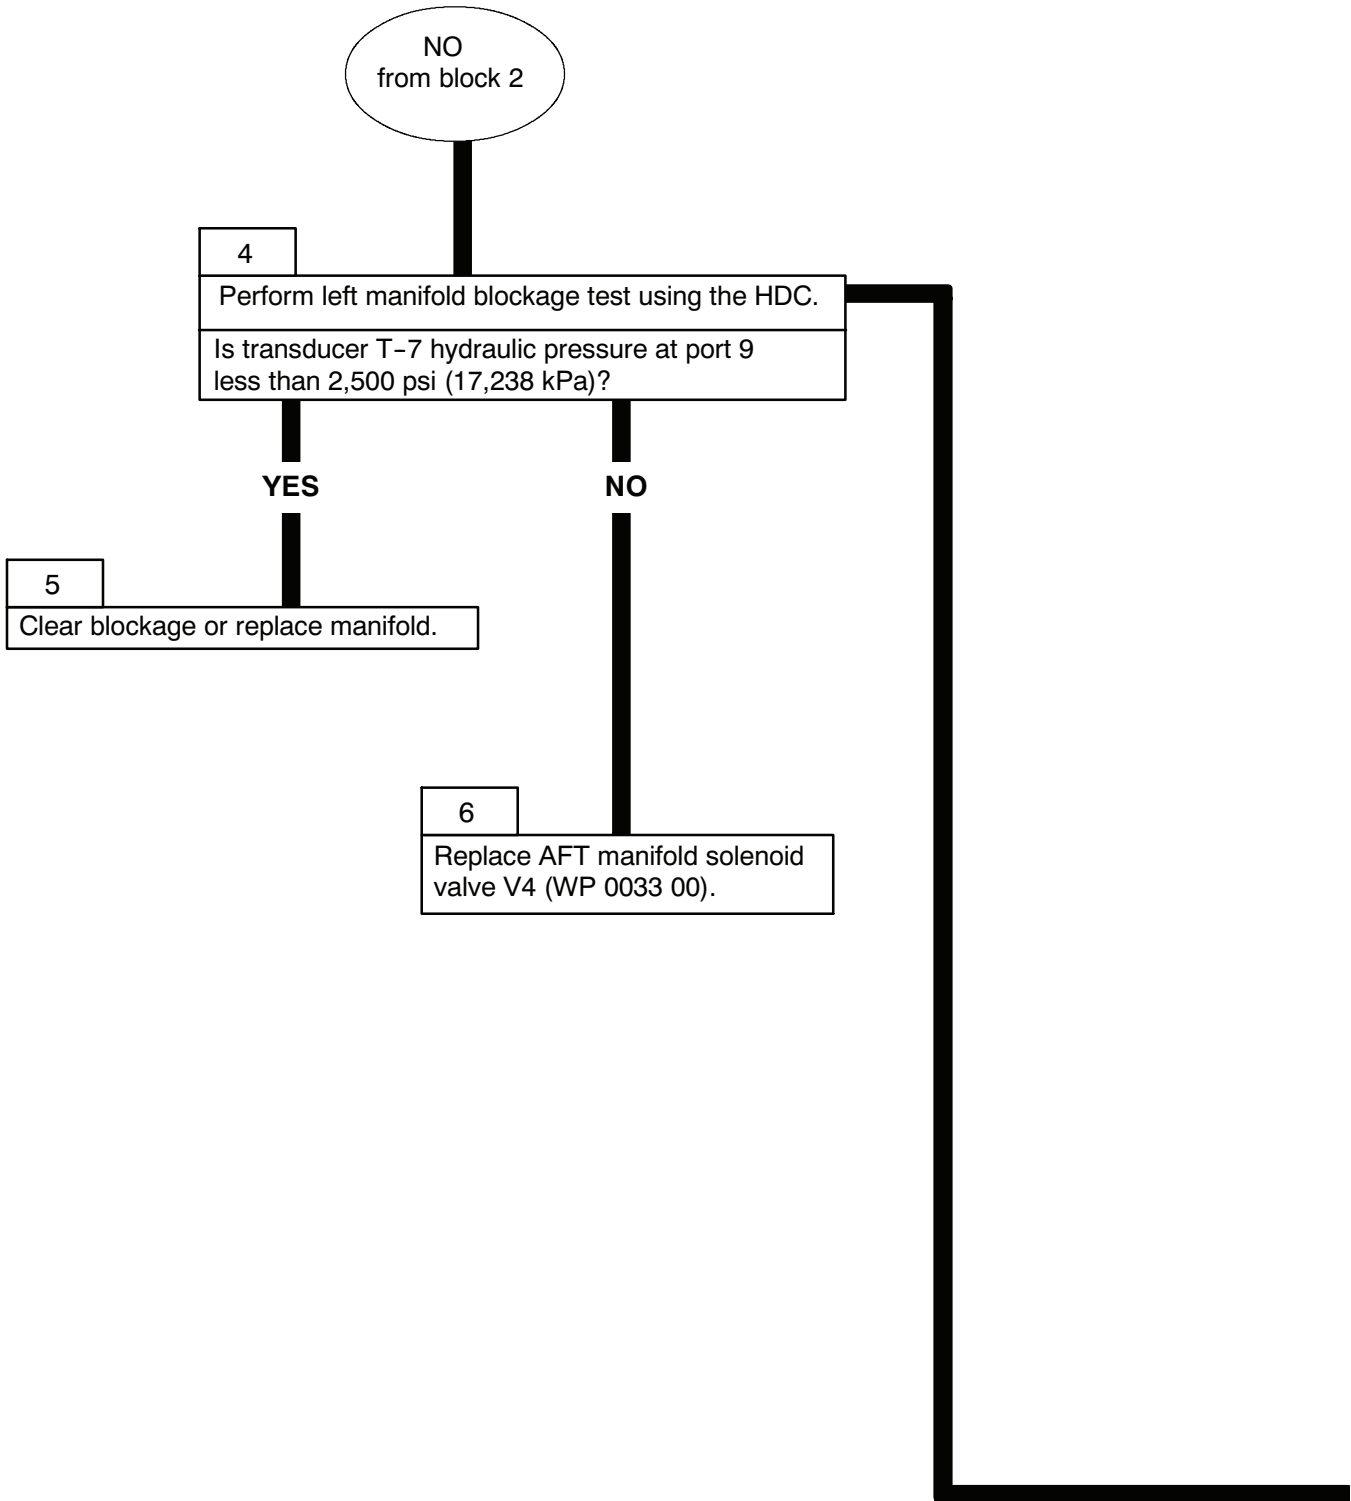 NO
from block 2
4
Perform left manifold blockage test using the HDC.
Is transducer T-7 hydraulic pressure at port 9
less than 2,500 psi (17,238 kPa)?
YES
NO
5
Clear blockage or replace manifold.
6
Replace AFT manifold solenoid
valve V4 (WP 0033 00).